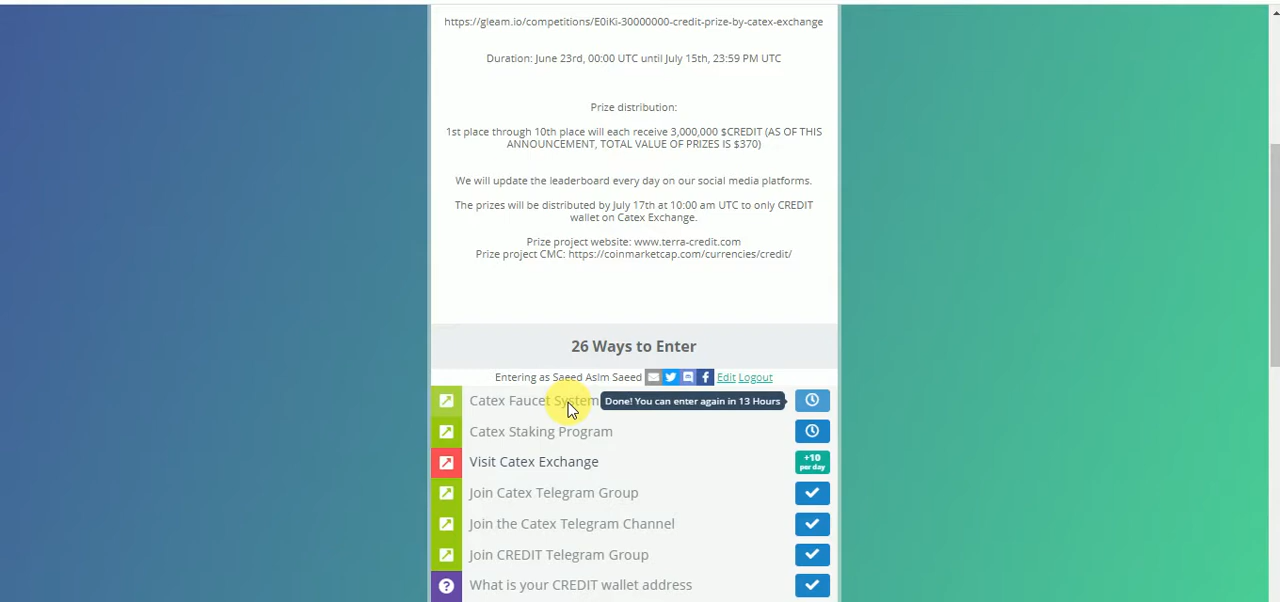 https://gleam.io/competitions/E0iKi-30000000-credit-prize-by-catex-exchange
Duration: June 23rd, 00:00 UTC until July 15th, 23:59 PM UTC
Prize distribution:
1st place through 10th place will each receive 3,000,000 $CREDIT (AS OF THIS
ANNOUNCEMENT, TOTAL VALUE OF PRIZES IS $370)
We will update the leaderboard every day on our social media platforms.
The prizes will be distributed by July 17th at 10:00 am UTC to only CREDIT
wallet on Catex Exchange.
Prize project website: www.terra-credit.com
Prize project CMC: https://coinmarketcap.com/currencies/credit/
26 Ways to Enter
Entering as Saeed Aslm Saeed Edit Logout
Catex Faucet System Done! You can enter again in 13 Hours
Catex Staking Program
Visit Catex Exchange +10 per day
Join Catex Telegram Group
Join the Catex Telegram Channel
Join CREDIT Telegram Group
What is your CREDIT wallet address